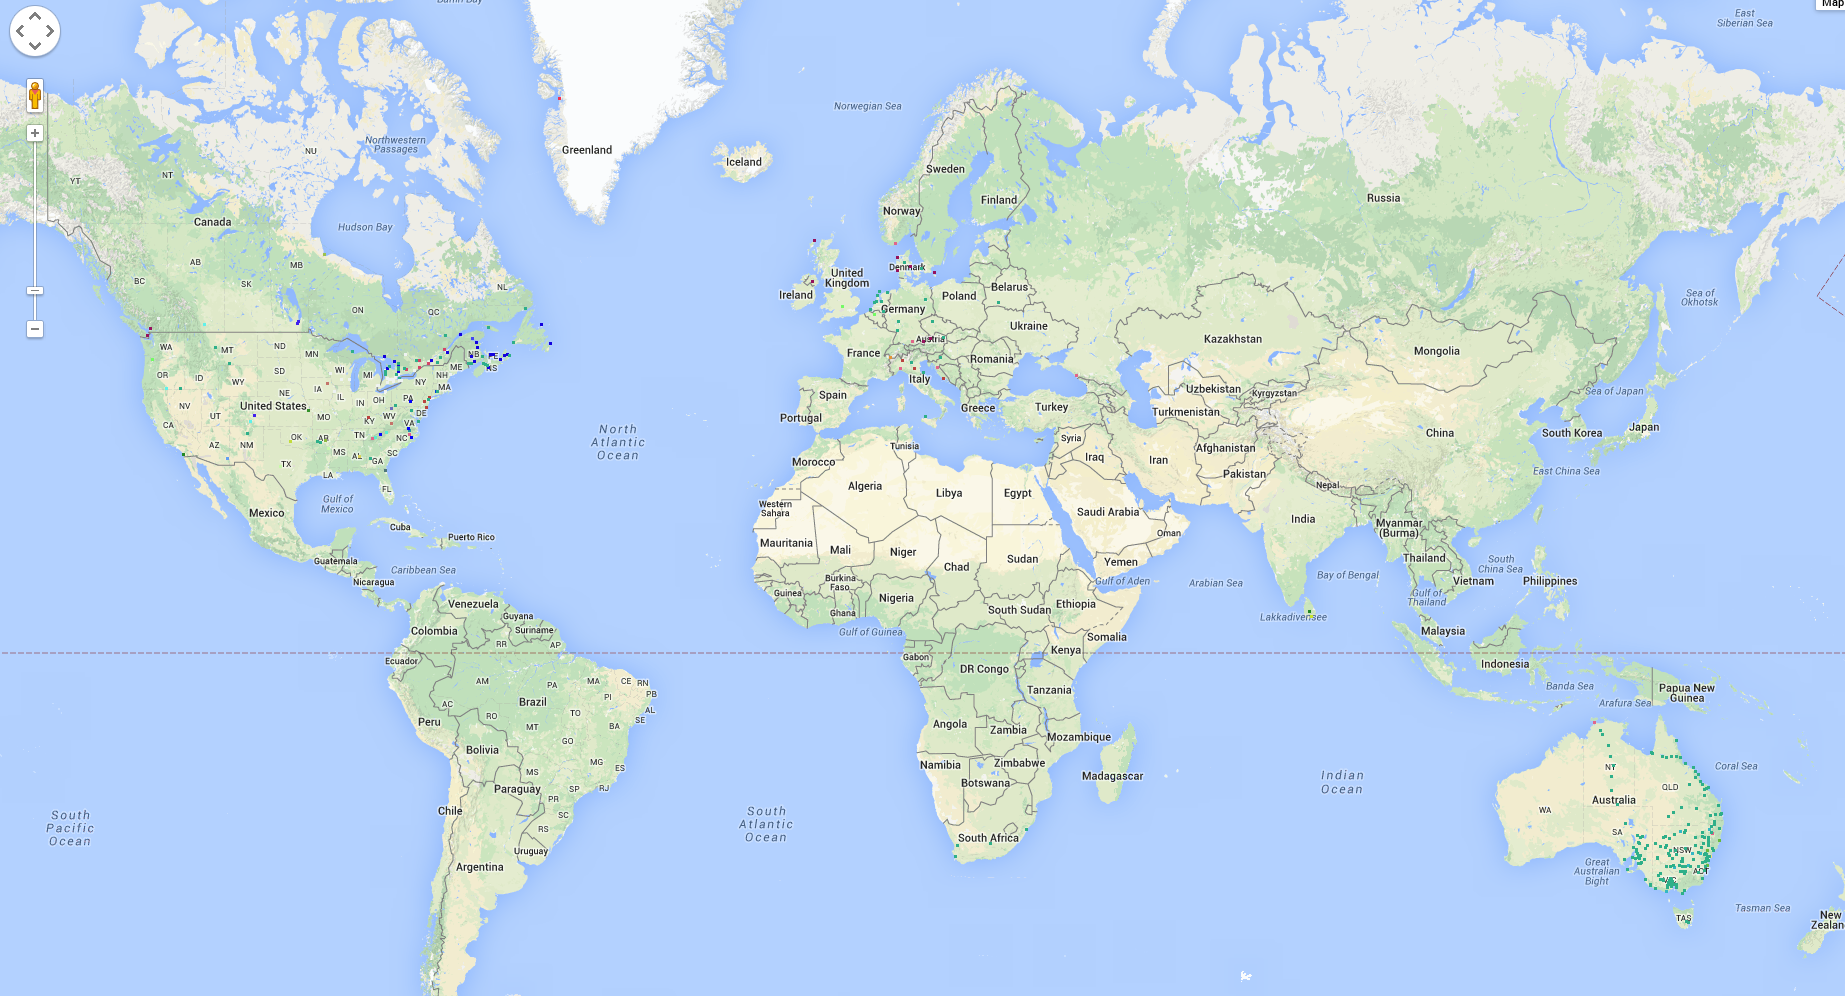 Map
Darnley Bay
East
Siberian Sea
Norwegian Sea
Northwestern
Passages
Greenland
NU
Iceland
Sweden
NT
YT
Finland
Russia
Norway
Canada
Hudson Bay
AB
MB
BC
SK
NL
ON
QC
Denmark
United
Kingdom
Ireland
Belarus
Poland
Germany
Ukraine
Sea of
Okhotsk
Kazakhstan
Mongolia
WA
MT
ND
MN
NB
PE
NS
ME
OR
ID
WY
SD
WI
MI
NH
NY
MA
IA
IL
IN
OH
PA
NV
UT
United States
MO
KY
WV
DE
VA
CA
AZ
NM
OK
AR
TN
NC
SC
MS
AL
GA
TX
LA
FL
France
Austria
Romania
Italy
Spain
Portugal
Greece
Turkey
Uzbekistan
Kyrgyzstan
Turkmenistan
Sea of Japan
China
South Korea
Japan
North
Atlantic
Ocean
Tunisia
Syria
Iraq
Iran
Afghanistan
Pakistan
East China Sea
Morocco
Algeria
Libya
Egypt
Nepal
Gulf of
Mexico
Mexico
Western
Sahara
Saudi Arabia
India
Cuba
Puerto Rico
Oman
Myanmar
(Burma)
Mauritania
Mali
Niger
Chad
Sudan
Yemen
Thailand
South
China Sea
Guatemala
Caribbean Sea
Nicaragua
Burkina
Faso
Gulf of Aden
Arabian Sea
Bay of Bengal
Vietnam
Philippines
Guinea
Ghana
Nigeria
South Sudan
Ethiopia
Gulf of
Thailand
Venezuela
Guyana
Suriname
Colombia
RR
AP
Gulf of Guinea
Somalia
Lakkadivensee
Malaysia
Ecuador
Gabon
Kenya
DR Congo
Indonesia
AM
PA
MA
CE
RN
PB
PI
AL
SE
Tanzania
Banda Sea
Papua New
Guinea
Arafura Sea
AC
Brazil
RO
TO
BA
MT
Peru
Angola
Zambia
Mozambique
Bolivia
GO
MG
ES
Namibia
Zimbabwe
Botswana
Madagascar
MS
Paraguay
SP
RJ
PR
Chile
SC
RS
Indian
Ocean
NT
Coral Sea
QLD
Australia
WA
SA
NSW
South
Pacific
Ocean
South
Atlantic
Ocean
South Africa
Uruguay
Argentina
Great
Australian
Bight
VIC
ACT
TAS
Tasman Sea
New
Zealan